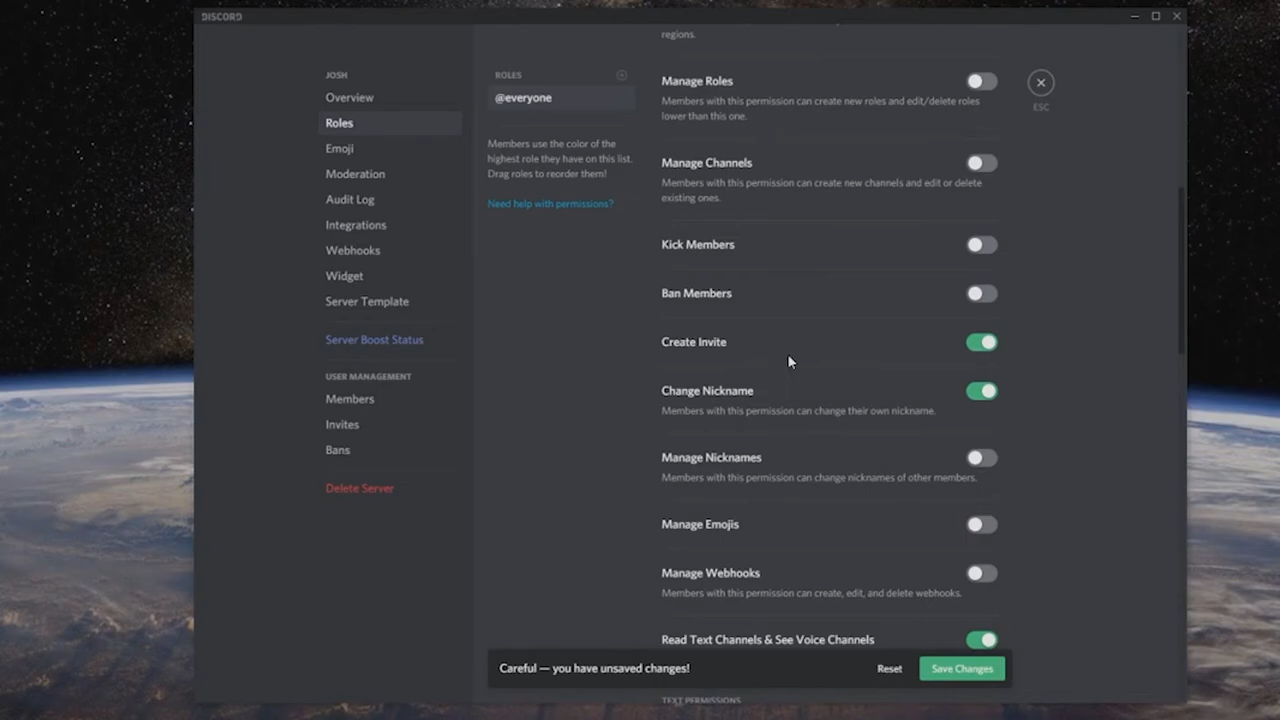 DISCORD
JOSH
Overview
Roles
Emoji
Moderation
Audit Log
Integrations
Webhooks
Widget
Server Template
Server Boost Status
USER MANAGEMENT
Members
Invites
Bans
Delete Server
ROLES
@everyone
Members use the color of the
highest role they have on this list.
Drag roles to reorder them!
Need help with permissions?
regions.
Manage Roles
Members with this permission can create new roles and edit/delete roles
lower than this one.
Manage Channels
Members with this permission can create new channels and edit or delete
existing ones.
Kick Members
Ban Members
Create Invite
Change Nickname
Members with this permission can change their own nickname.
Manage Nicknames
Members with this permission can change nicknames of other members.
Manage Emojis
Manage Webhooks
Members with this permission can create, edit, and delete webhooks.
Read Text Channels & See Voice Channels
Careful — you have unsaved changes!
Reset
Save Changes
TEXT PERMISSIONS
ESC